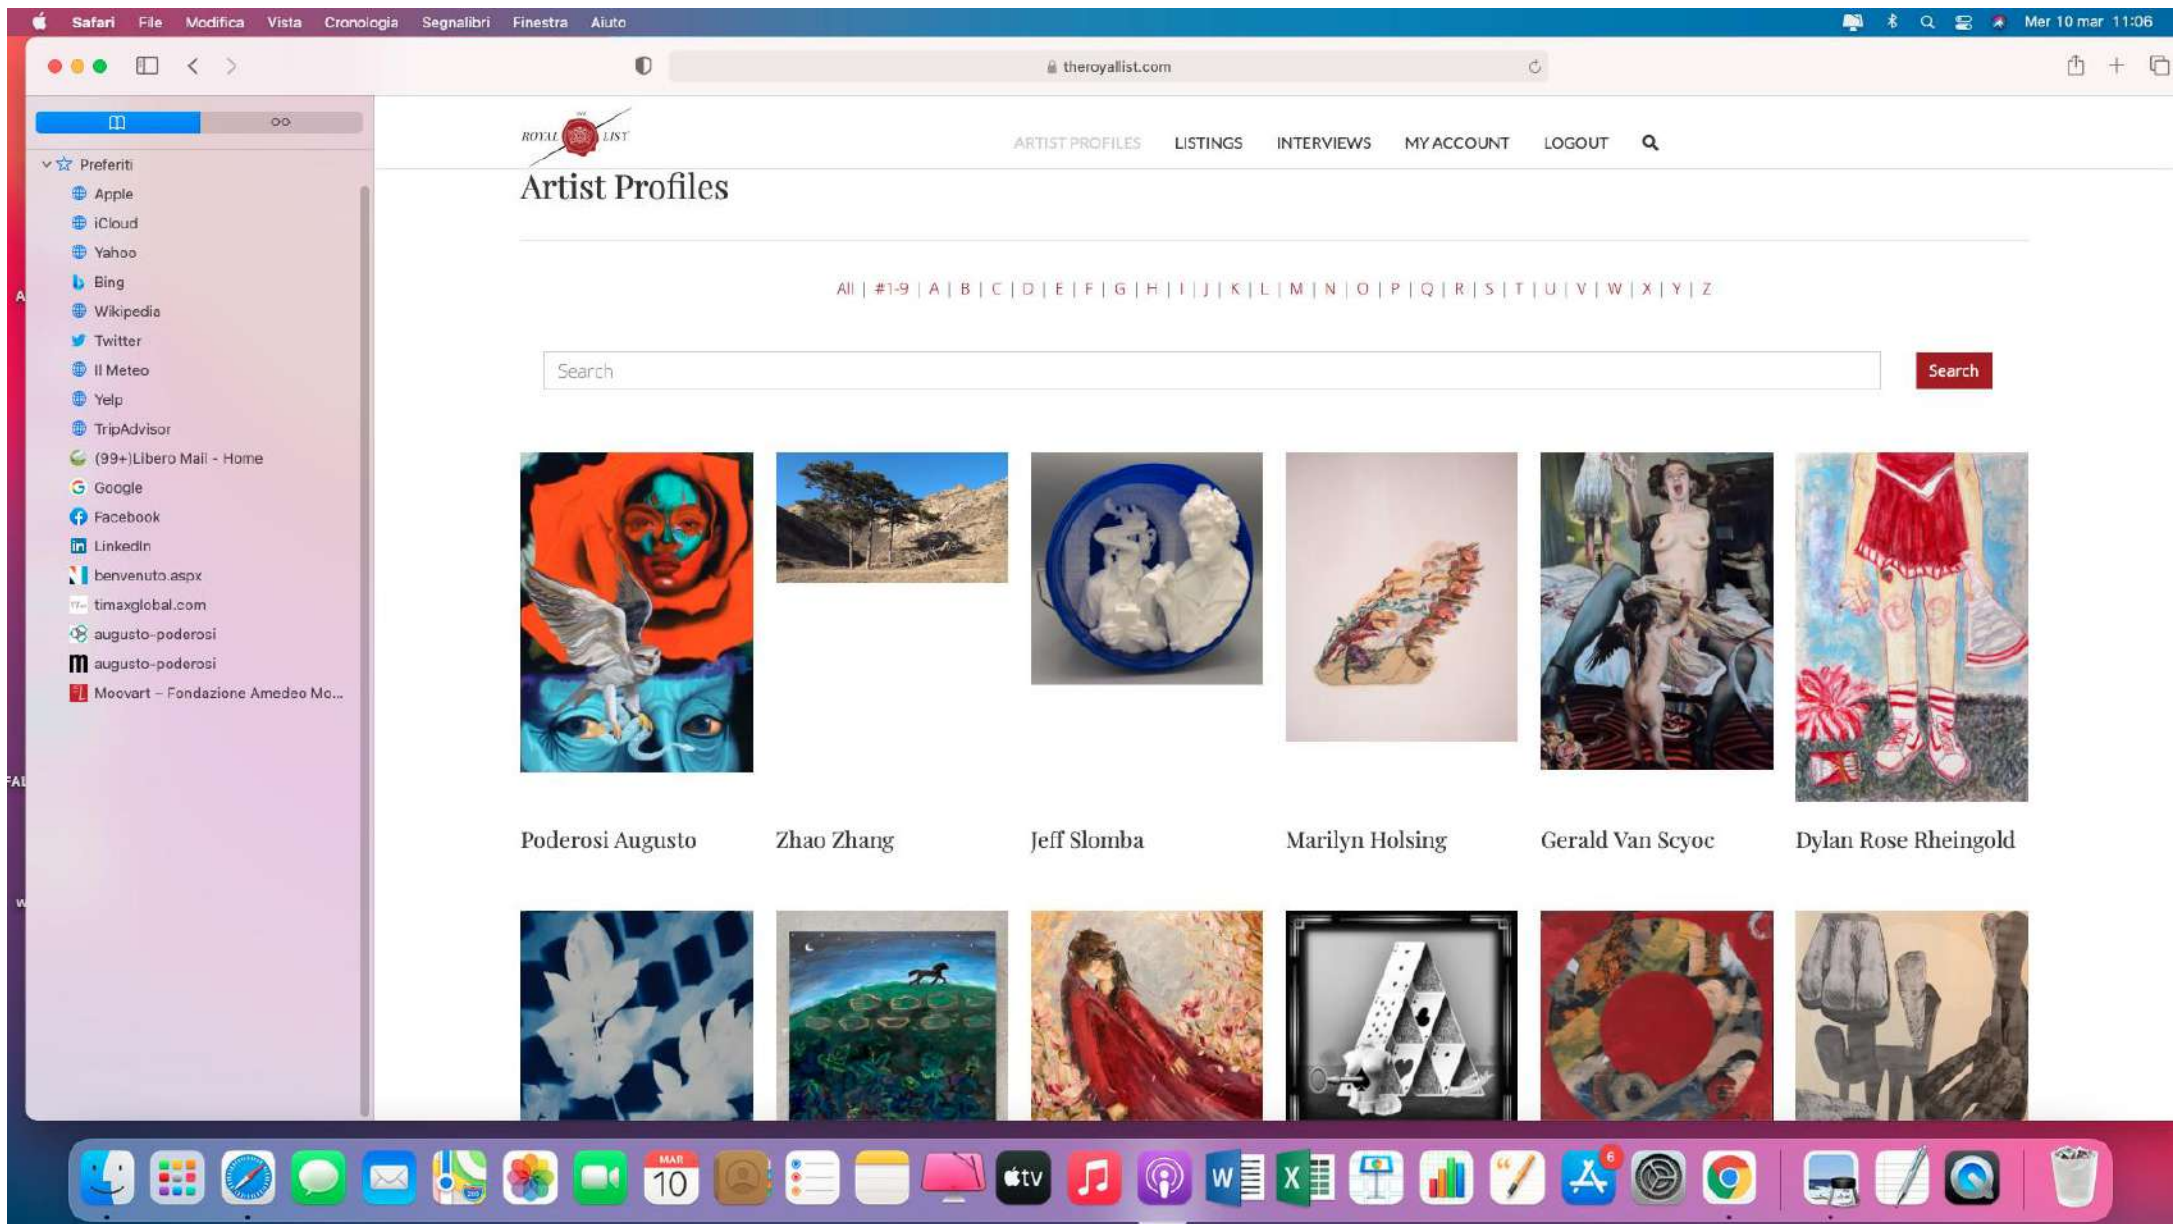 Safari File Modifica Vista Cronologia Segnalibri Finestra Aiuto Mer 10 mar 11:06
theroyallist.com
THE
ROYAL LIST
ARTIST PROFILES LISTINGS INTERVIEWS MY ACCOUNT LOGOUT
Preferiti
Apple
iCloud
Yahoo
Bing
Wikipedia
Twitter
Il Meteo
Yelp
TripAdvisor
(99+)Libero Mail - Home
Google
Facebook
LinkedIn
benvenuto.aspx
timaxglobal.com
augusto-poderosi
augusto-poderosi
Moovart – Fondazione Amedeo Mo...
Artist Profiles
All | #1-9 | A | B | C | D | E | F | G | H | I | J | K | L | M | N | O | P | Q | R | S | T | U | V | W | X | Y | Z
Search Search
Poderosi Augusto Zhao Zhang Jeff Slomba Marilyn Holsing Gerald Van Scyoc Dylan Rose Rheingold
MAR
10
tv
W
X
6